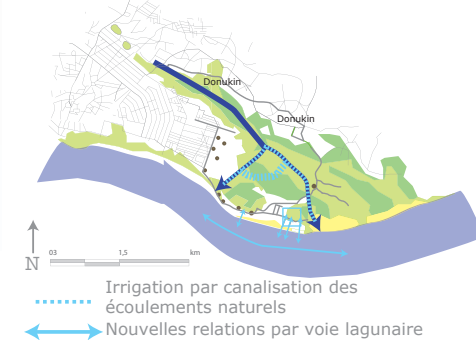 Donukin
Donukin
03 1,5 km
N
Irrigation par canalisation des
écoulements naturels
Nouvelles relations par voie lagunaire